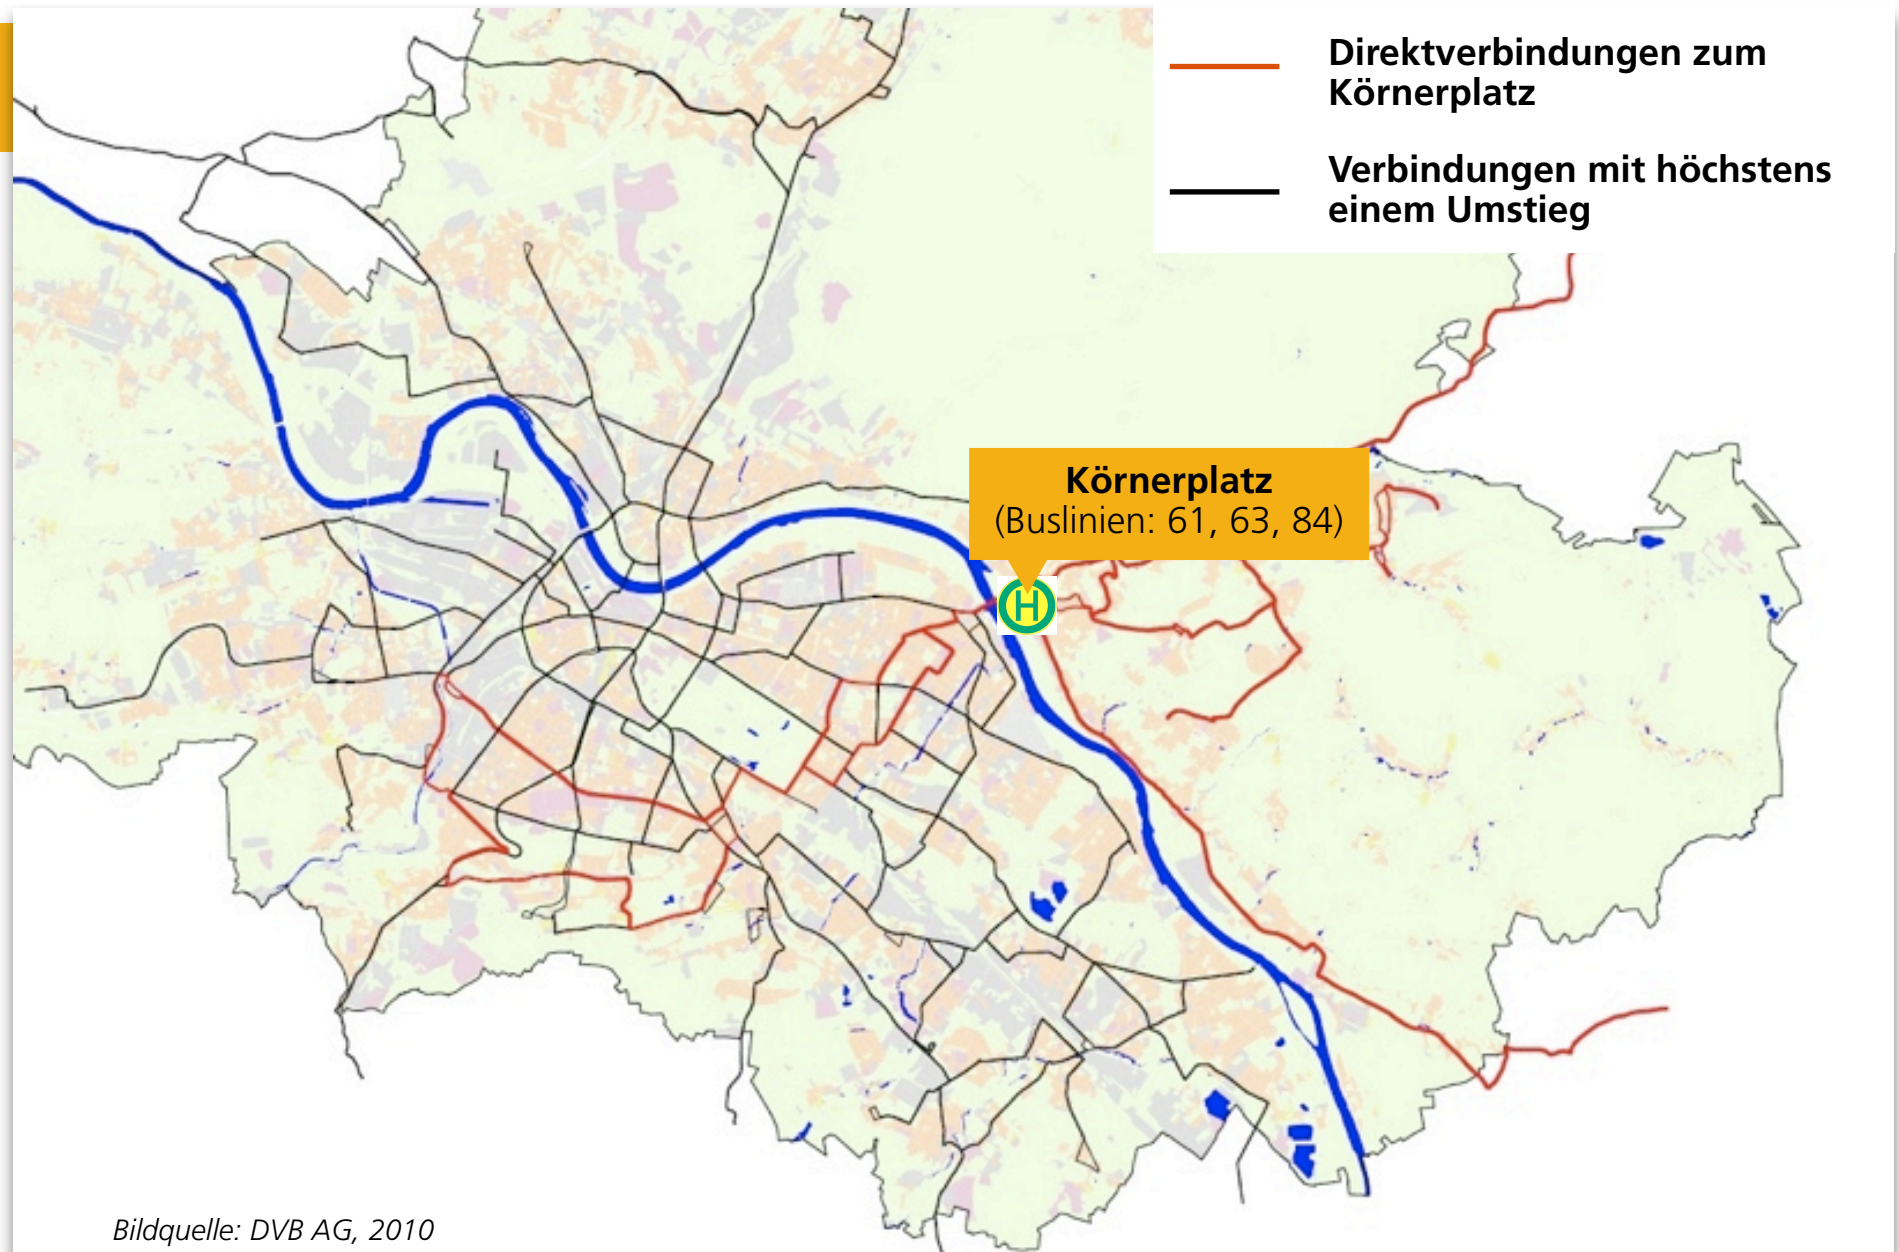 Direktverbindungen zum
Körnerplatz
Verbindungen mit höchstens
einem Umstieg
Körnerplatz
(Buslinien: 61, 63, 84)
H
Bildquelle: DVB AG, 2010